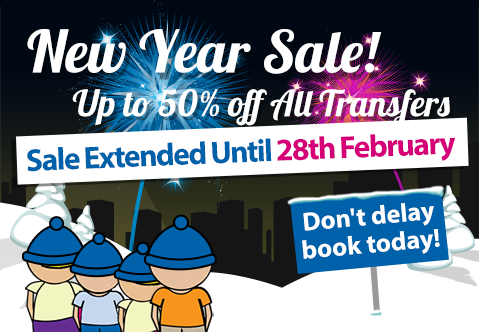 New Year Sale!
Up to 50% off All Transfers
Sale Extended Until 28th February
Don't delay
book today!